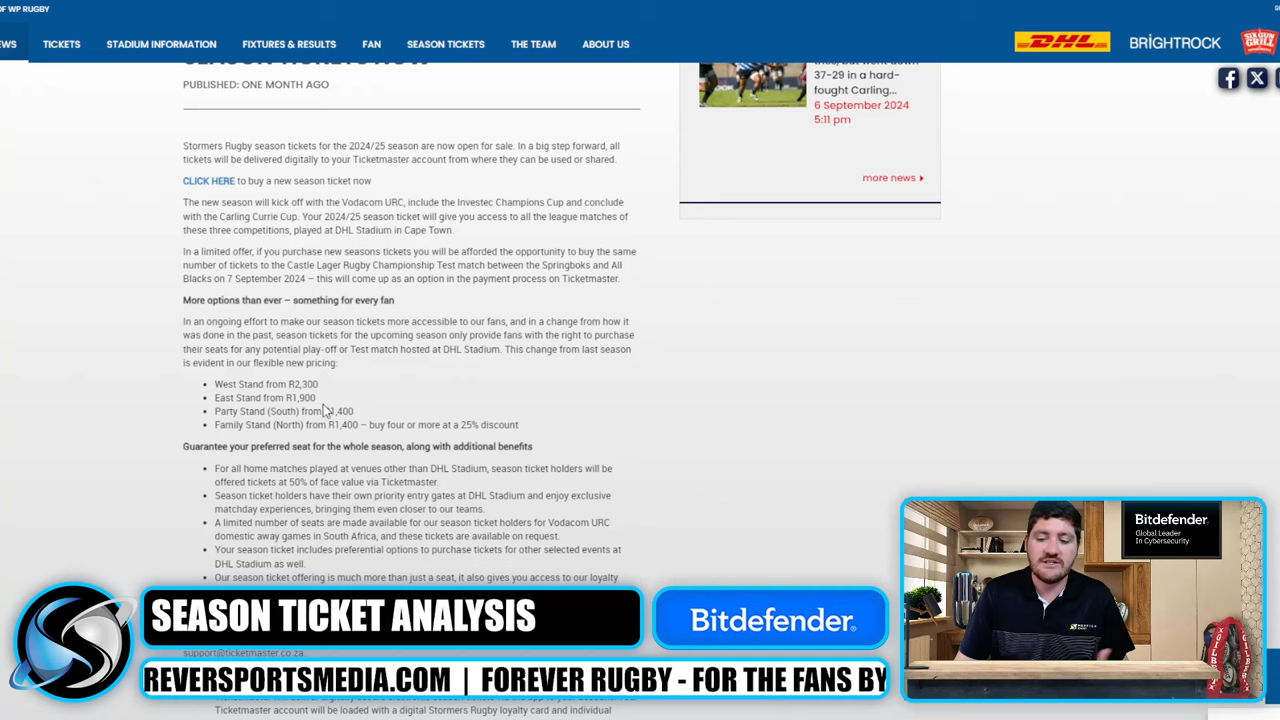 OF WP RUGBY
EWS
TICKETS
STADIUM INFORMATION
FIXTURES & RESULTS
FAN
SEASON TICKETS
THE TEAM
ABOUT US
DHL
BRIGHTROCK
SIX GUN
GRILL
PUBLISHED: ONE MONTH AGO
Stormers Rugby season tickets for the 2024/25 season are now open for sale. In a big step forward, all
tickets will be delivered digitally to your Ticketmaster account from where they can be used or shared.
CLICK HERE to buy a new season ticket now
The new season will kick off with the Vodacom URC, include the Investec Champions Cup and conclude
with the Carling Currie Cup. Your 2024/25 season ticket will give you access to all the league matches of
these three competitions, played at DHL Stadium in Cape Town.
In a limited offer, if you purchase new seasons tickets you will be afforded the opportunity to buy the same
number of tickets to the Castle Lager Rugby Championship Test match between the Springboks and All
Blacks on 7 September 2024 – this will come up as an option in the payment process on Ticketmaster.
More options than ever – something for every fan
In an ongoing effort to make our season tickets more accessible to our fans, and in a change from how it
was done in the past, season tickets for the upcoming season only provide fans with the right to purchase
their seats for any potential play-off or Test match hosted at DHL Stadium. This change from last season
is evident in our flexible new pricing:
• West Stand from R2,300
• East Stand from R1,900
• Party Stand (South) from 1,400
• Family Stand (North) from R1,400 – buy four or more at a 25% discount
Guarantee your preferred seat for the whole season, along with additional benefits
• For all home matches played at venues other than DHL Stadium, season ticket holders will be
offered tickets at 50% of face value via Ticketmaster.
• Season ticket holders have their own priority entry gates at DHL Stadium and enjoy exclusive
matchday experiences, bringing them even closer to our teams.
• A limited number of seats are made available for our season ticket holders for Vodacom URC
domestic away games in South Africa, and these tickets are available on request.
• Your season ticket includes preferential options to purchase tickets for other selected events at
DHL Stadium as well.
• Our season ticket offering is much more than just a seat, it also gives you access to our loyalty
support@ticketmaster.co.za.
Ticketmaster account will be loaded with a digital Stormers Rugby loyalty card and individual
37-29 in a hard-
fought Carling...
6 September 2024
5:11 pm
more news
SEASON TICKET ANALYSIS
Bitdefender.
REVERSPORTSMEDIA.COM | FOREVER RUGBY - FOR THE FANS BY
Bitdefender
Global Leader
In Cybersecurity